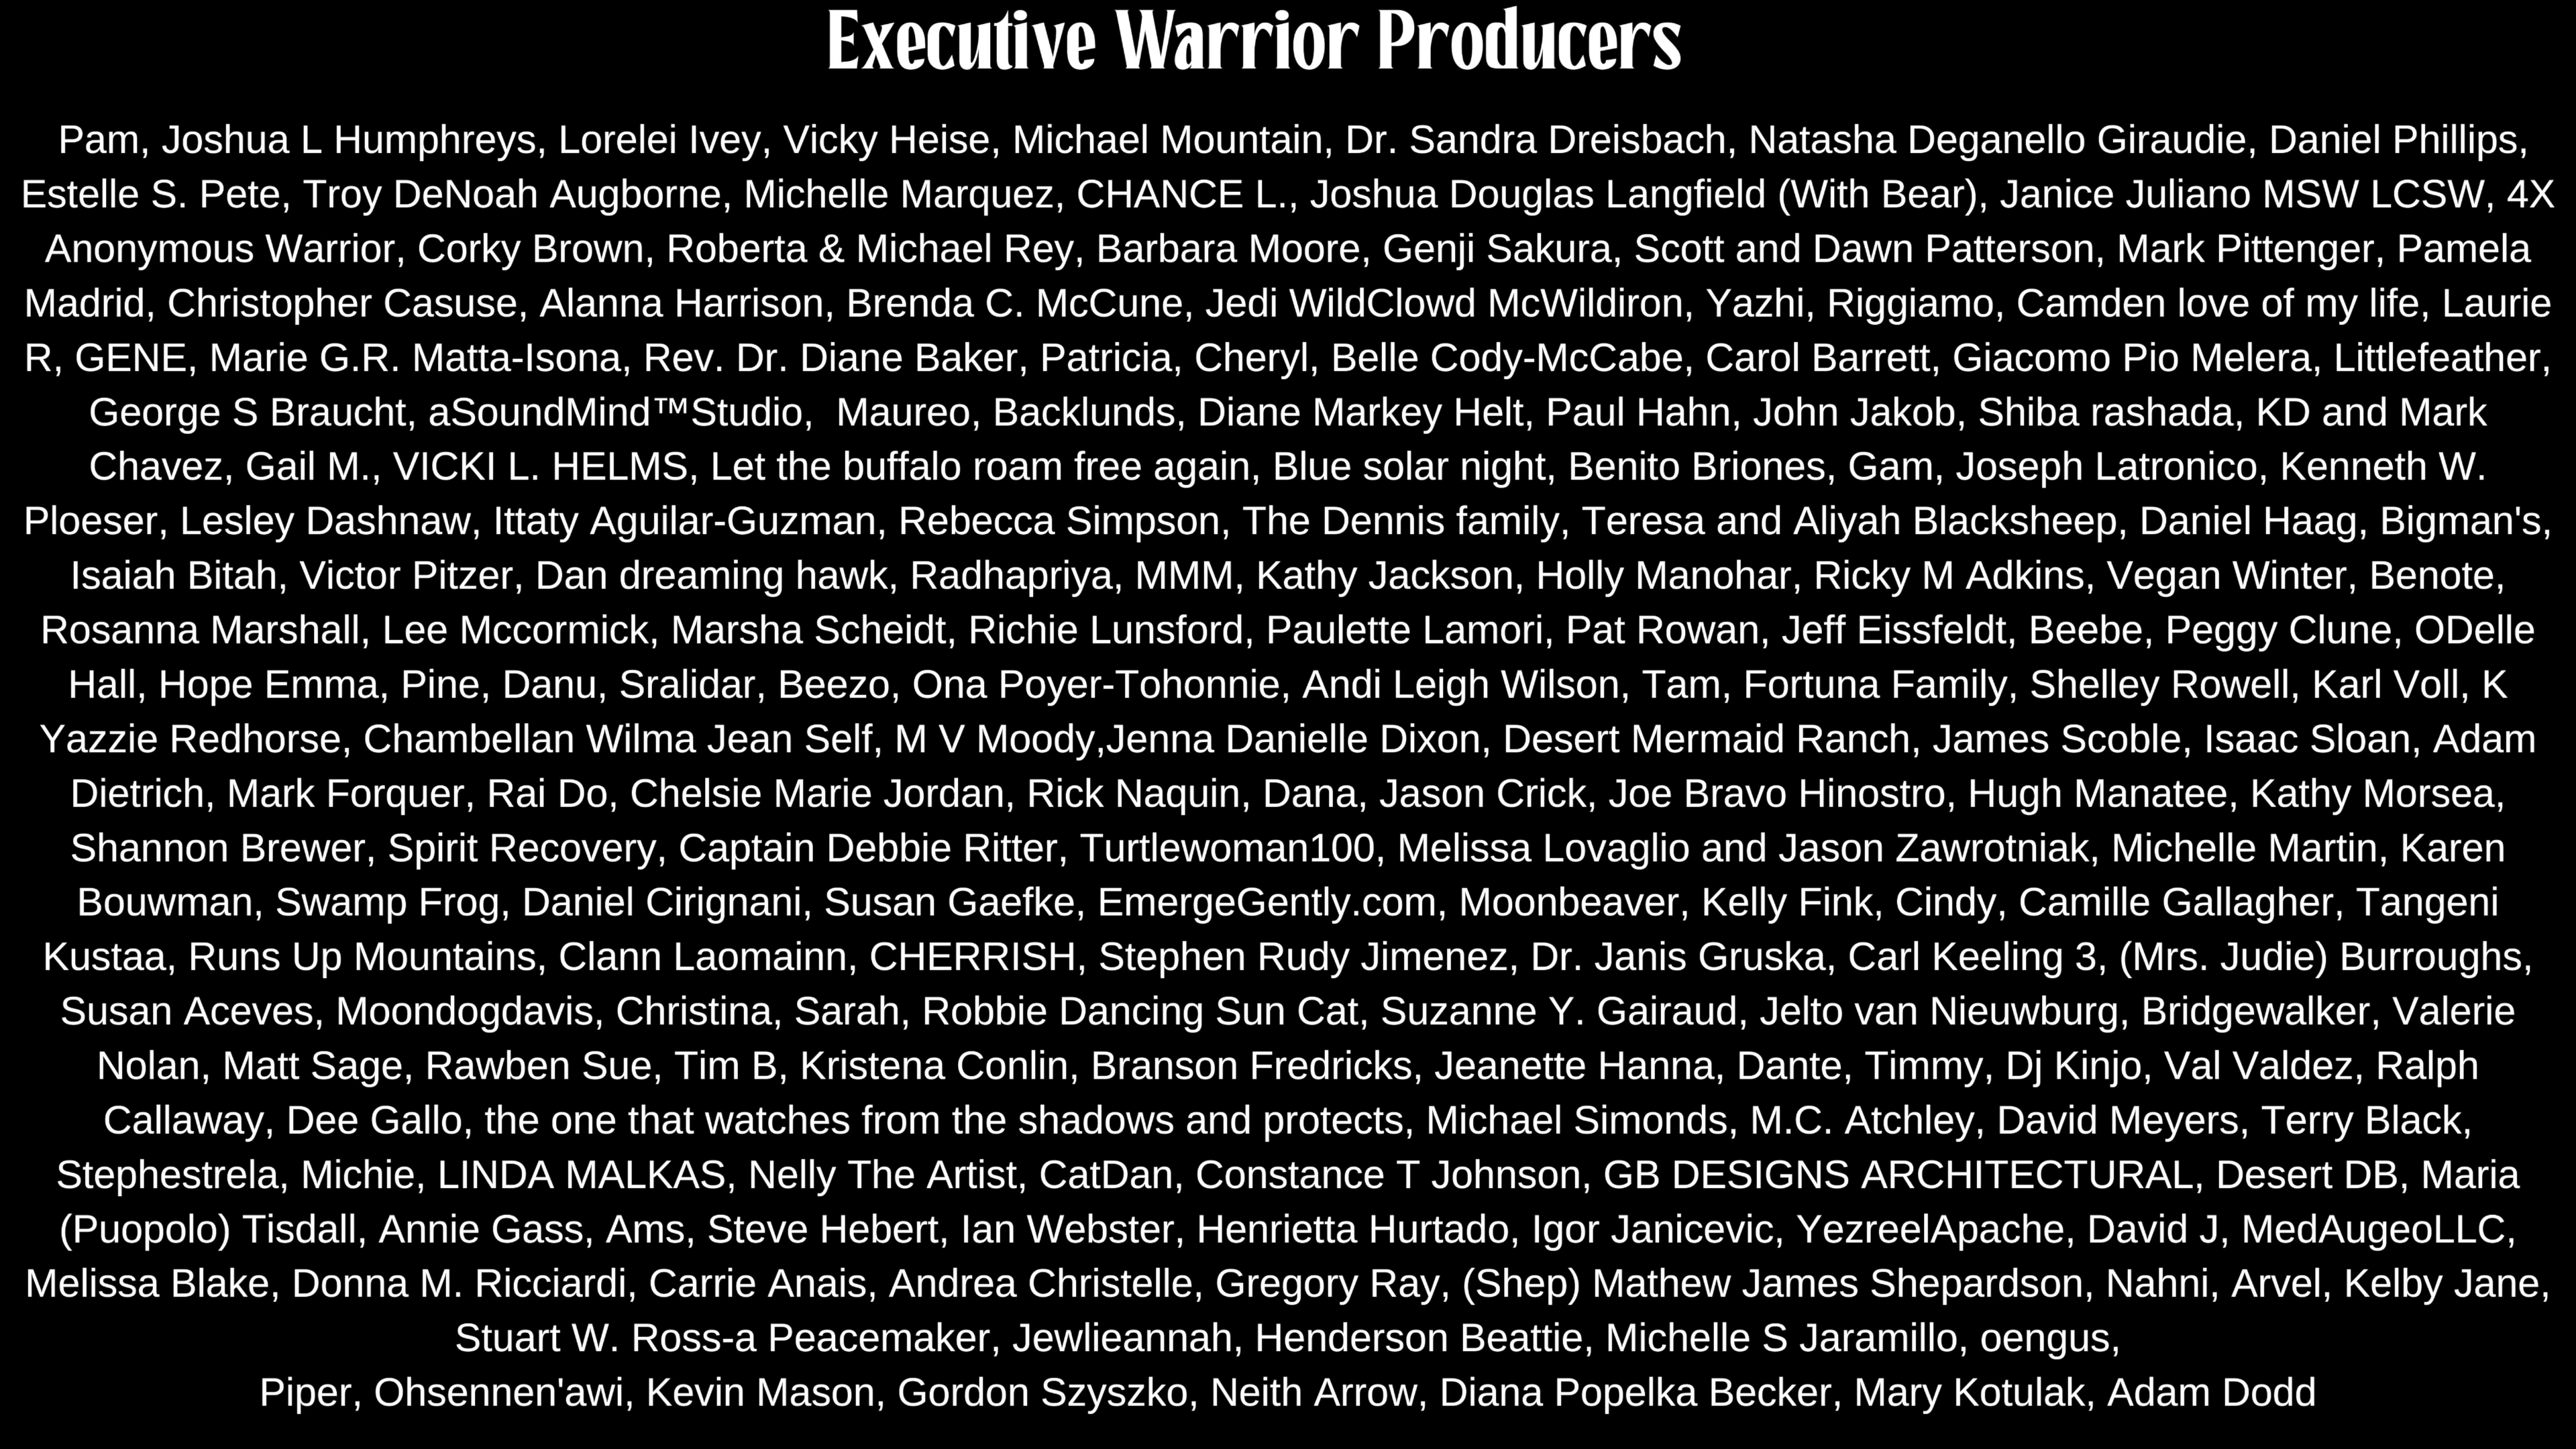 Executive Warrior Producers
Pam, Joshua L Humphreys, Lorelei Ivey, Vicky Heise, Michael Mountain, Dr. Sandra Dreisbach, Natasha Deganello Giraudie, Daniel Phillips,
Estelle S. Pete, Troy DeNoah Augborne, Michelle Marquez, CHANCE L., Joshua Douglas Langfield (With Bear), Janice Juliano MSW LCSW, 4X
Anonymous Warrior, Corky Brown, Roberta & Michael Rey, Barbara Moore, Genji Sakura, Scott and Dawn Patterson, Mark Pittenger, Pamela
Madrid, Christopher Casuse, Alanna Harrison, Brenda C. McCune, Jedi WildClowd McWildiron, Yazhi, Riggiamo, Camden love of my life, Laurie
R, GENE, Marie G.R. Matta-Isona, Rev. Dr. Diane Baker, Patricia, Cheryl, Belle Cody-McCabe, Carol Barrett, Giacomo Pio Melera, Littlefeather,
George S Braucht, aSoundMind™Studio,  Maureo, Backlunds, Diane Markey Helt, Paul Hahn, John Jakob, Shiba rashada, KD and Mark
Chavez, Gail M., VICKI L. HELMS, Let the buffalo roam free again, Blue solar night, Benito Briones, Gam, Joseph Latronico, Kenneth W.
Ploeser, Lesley Dashnaw, Ittaty Aguilar-Guzman, Rebecca Simpson, The Dennis family, Teresa and Aliyah Blacksheep, Daniel Haag, Bigman's,
Isaiah Bitah, Victor Pitzer, Dan dreaming hawk, Radhapriya, MMM, Kathy Jackson, Holly Manohar, Ricky M Adkins, Vegan Winter, Benote,
Rosanna Marshall, Lee Mccormick, Marsha Scheidt, Richie Lunsford, Paulette Lamori, Pat Rowan, Jeff Eissfeldt, Beebe, Peggy Clune, ODelle
Hall, Hope Emma, Pine, Danu, Sralidar, Beezo, Ona Poyer-Tohonnie, Andi Leigh Wilson, Tam, Fortuna Family, Shelley Rowell, Karl Voll, K
Yazzie Redhorse, Chambellan Wilma Jean Self, M V Moody,Jenna Danielle Dixon, Desert Mermaid Ranch, James Scoble, Isaac Sloan, Adam
Dietrich, Mark Forquer, Rai Do, Chelsie Marie Jordan, Rick Naquin, Dana, Jason Crick, Joe Bravo Hinostro, Hugh Manatee, Kathy Morsea,
Shannon Brewer, Spirit Recovery, Captain Debbie Ritter, Turtlewoman100, Melissa Lovaglio and Jason Zawrotniak, Michelle Martin, Karen
Bouwman, Swamp Frog, Daniel Cirignani, Susan Gaefke, EmergeGently.com, Moonbeaver, Kelly Fink, Cindy, Camille Gallagher, Tangeni
Kustaa, Runs Up Mountains, Clann Laomainn, CHERRISH, Stephen Rudy Jimenez, Dr. Janis Gruska, Carl Keeling 3, (Mrs. Judie) Burroughs,
Susan Aceves, Moondogdavis, Christina, Sarah, Robbie Dancing Sun Cat, Suzanne Y. Gairaud, Jelto van Nieuwburg, Bridgewalker, Valerie
Nolan, Matt Sage, Rawben Sue, Tim B, Kristena Conlin, Branson Fredricks, Jeanette Hanna, Dante, Timmy, Dj Kinjo, Val Valdez, Ralph
Callaway, Dee Gallo, the one that watches from the shadows and protects, Michael Simonds, M.C. Atchley, David Meyers, Terry Black,
Stephestrela, Michie, LINDA MALKAS, Nelly The Artist, CatDan, Constance T Johnson, GB DESIGNS ARCHITECTURAL, Desert DB, Maria
(Puopolo) Tisdall, Annie Gass, Ams, Steve Hebert, Ian Webster, Henrietta Hurtado, Igor Janicevic, YezreelApache, David J, MedAugeoLLC,
Melissa Blake, Donna M. Ricciardi, Carrie Anais, Andrea Christelle, Gregory Ray, (Shep) Mathew James Shepardson, Nahni, Arvel, Kelby Jane,
Stuart W. Ross-a Peacemaker, Jewlieannah, Henderson Beattie, Michelle S Jaramillo, oengus,
Piper, Ohsennen'awi, Kevin Mason, Gordon Szyszko, Neith Arrow, Diana Popelka Becker, Mary Kotulak, Adam Dodd